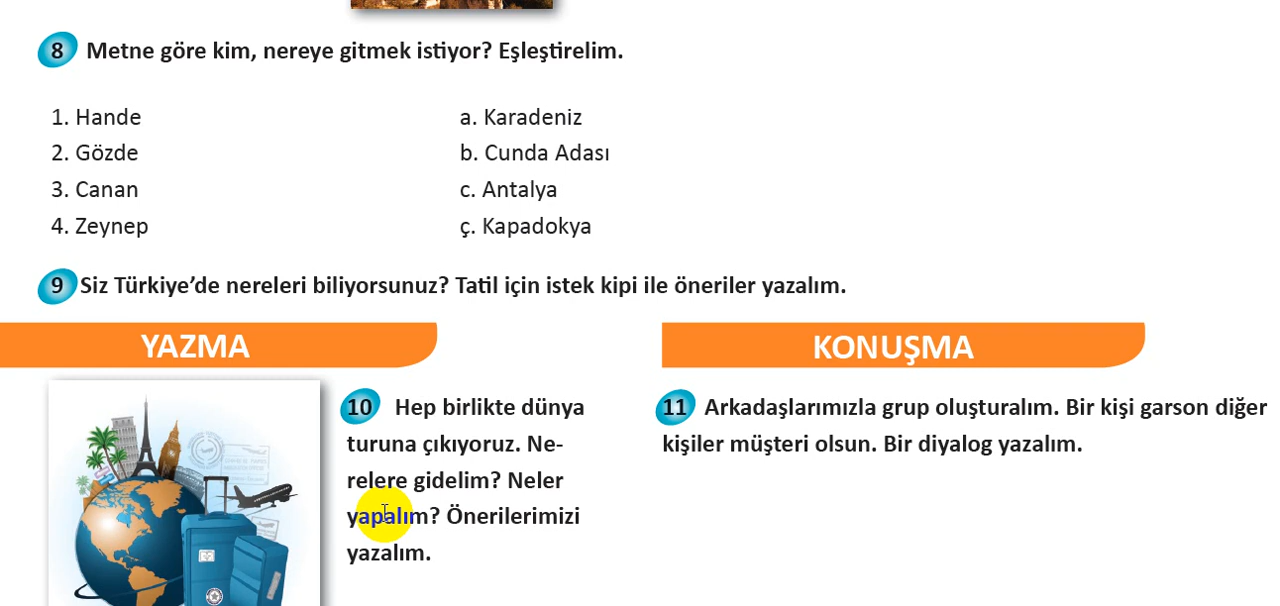 8 Metne göre kim, nereye gitmek istiyor? Eşleştirelim.
1. Hande
2. Gözde
3. Canan
4. Zeynep
a. Karadeniz
b. Cunda Adası
c. Antalya
ç. Kapadokya
9 Siz Türkiye’de nereleri biliyorsunuz? Tatil için istek kipi ile öneriler yazalım.
YAZMA
10 Hep birlikte dünya
turuna çıkıyoruz. Ne-
relere gidelim? Neler
yapalım? Önerilerimizi
yazalım.
KONUŞMA
11 Arkadaşlarımızla grup oluşturalım. Bir kişi garson diğer
kişiler müşteri olsun. Bir diyalog yazalım.